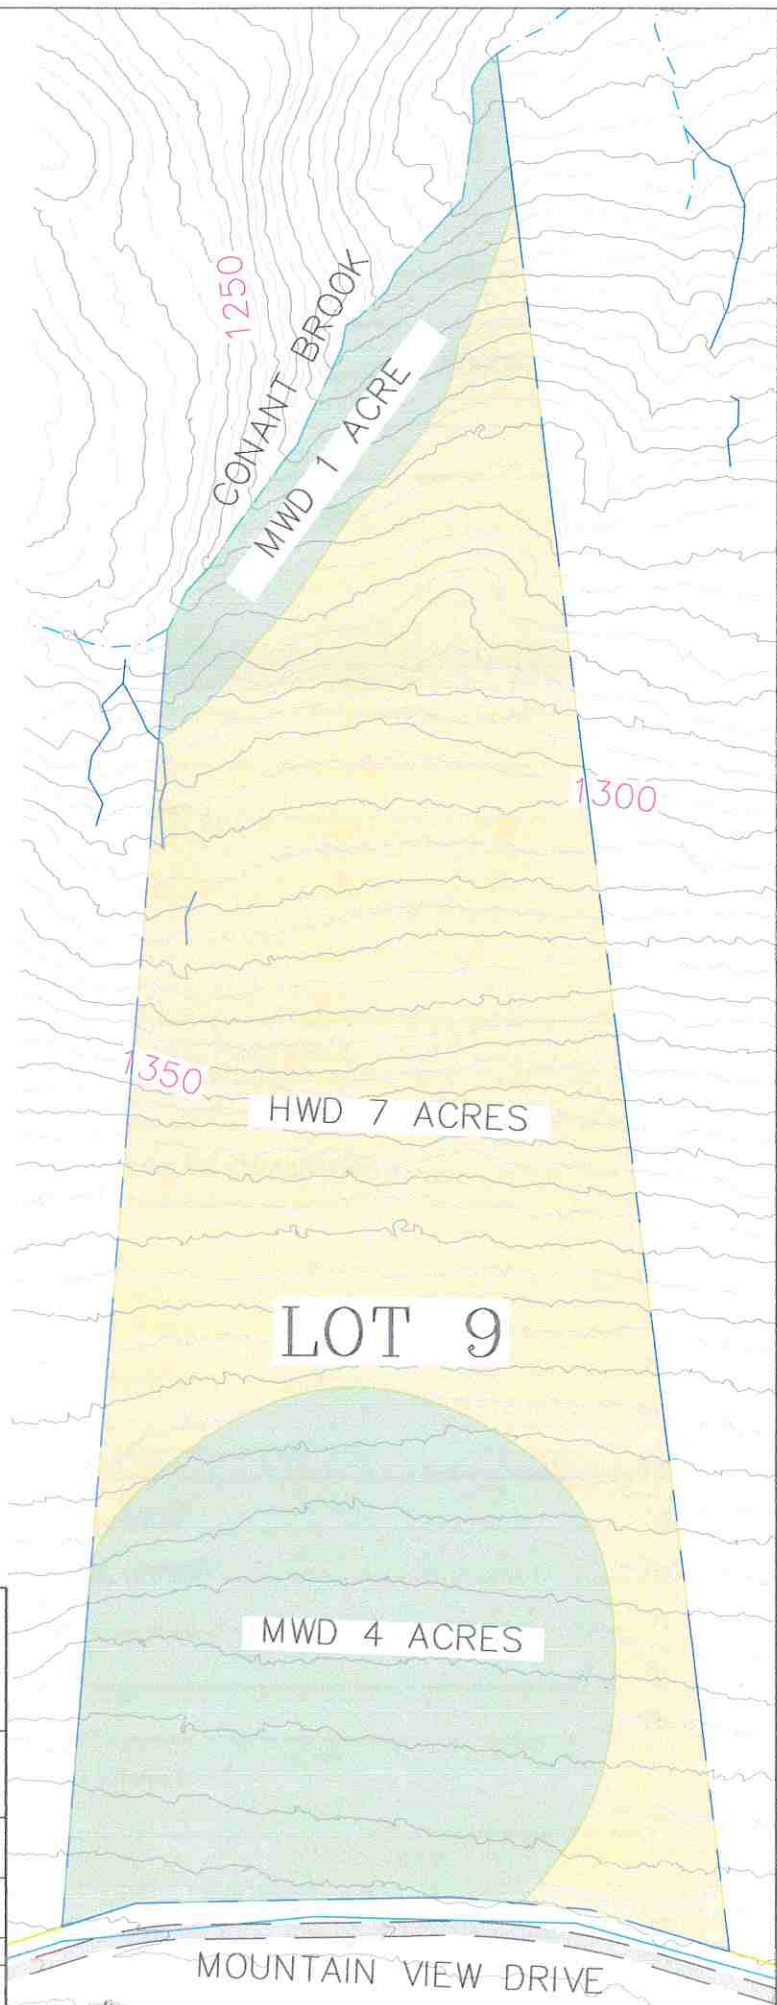 1250
CONANT BROOK
MWD 1 ACRE
1300
1350
HWD 7 ACRES
LOT 9
MWD 4 ACRES
MOUNTAIN VIEW DRIVE